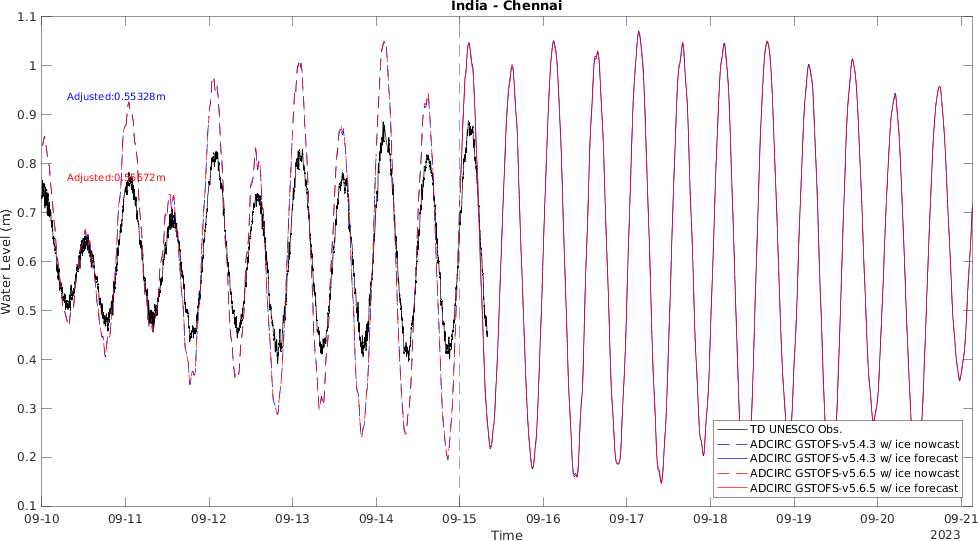 India - Chennai
1.1
1
0.9
0.8
0.7
0.6
0.5
0.4
0.3
0.2
0.1
Water Level (m)
Adjusted:0.55328m
Adjusted:0.55672m
TD UNESCO Obs.
ADCIRC GSTOFS-v5.4.3 w/ ice nowcast
ADCIRC GSTOFS-v5.4.3 w/ ice forecast
ADCIRC GSTOFS-v5.6.5 w/ ice nowcast
ADCIRC GSTOFS-v5.6.5 w/ ice forecast
09-10 09-11 09-12 09-13 09-14 09-15 09-16 09-17 09-18 09-19 09-20 09-21
Time
2023